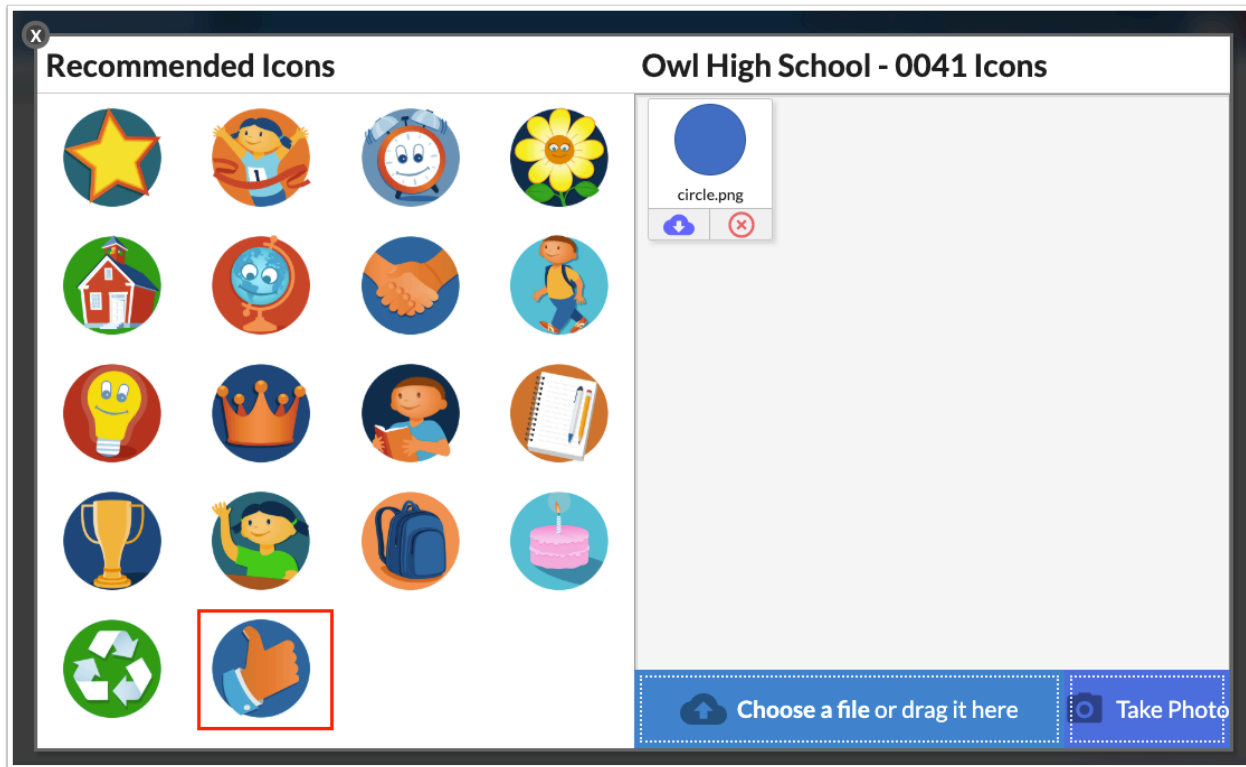 X
Recommended Icons
Owl High School - 0041 Icons
1
circle.png
Choose a file or drag it here
Take Photo